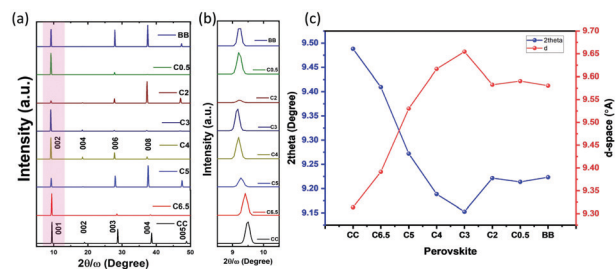 (a)
BB
C0.5
C2
C3
002 004 006 008
C4
C5
C6.5
001 002 003 004 005
CC
0 10 20 30 40 50
2θ/ω (Degree)
Intensity (a.u.)
(b)
BB
C0.5
C2
C3
C4
C5
C6.5
CC
9 10
2θ/ω (Degree)
Intensity (a.u.)
(c)
2theta
d
9.50
9.45
9.40
9.35
9.30
9.25
9.20
9.15
2theta (Degree)
9.70
9.65
9.60
9.55
9.50
9.45
9.40
9.35
9.30
d-space (°A)
CC C6.5 C5 C4 C3 C2 C0.5 BB
Perovskite